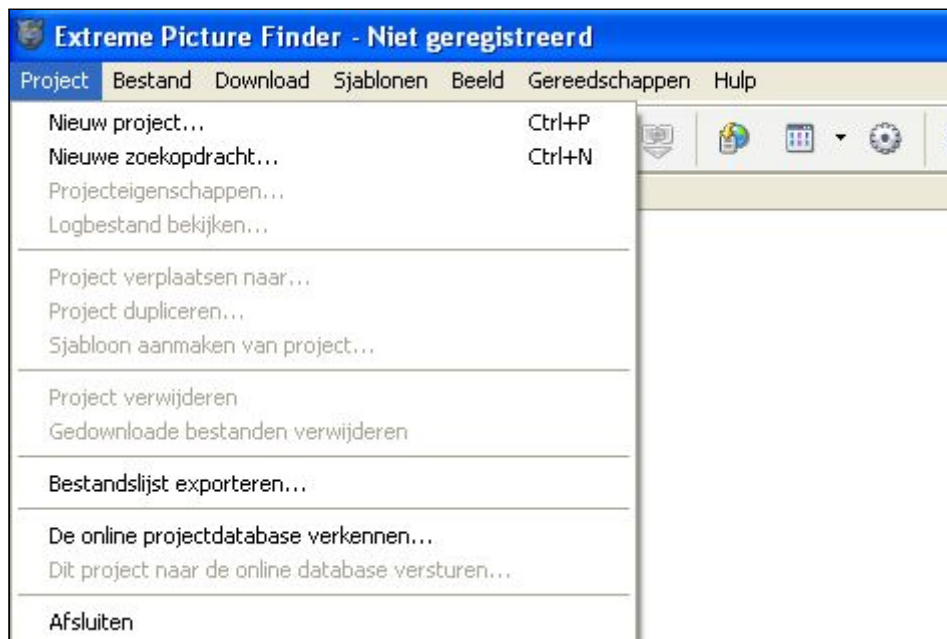 Extreme Picture Finder - Niet geregistreerd
Project Bestand Download Sjablonen Beeld Gereedschappen Hulp
Nieuw project... Ctrl+P
Nieuwe zoekopdracht... Ctrl+N
Projecteigenschappen...
Logbestand bekijken...
Project verplaatsen naar...
Project dupliceren...
Sjabloon aanmaken van project...
Project verwijderen
Gedownloade bestanden verwijderen
Bestandslijst exporteren...
De online projectdatabase verkennen...
Dit project naar de online database versturen...
Afsluiten